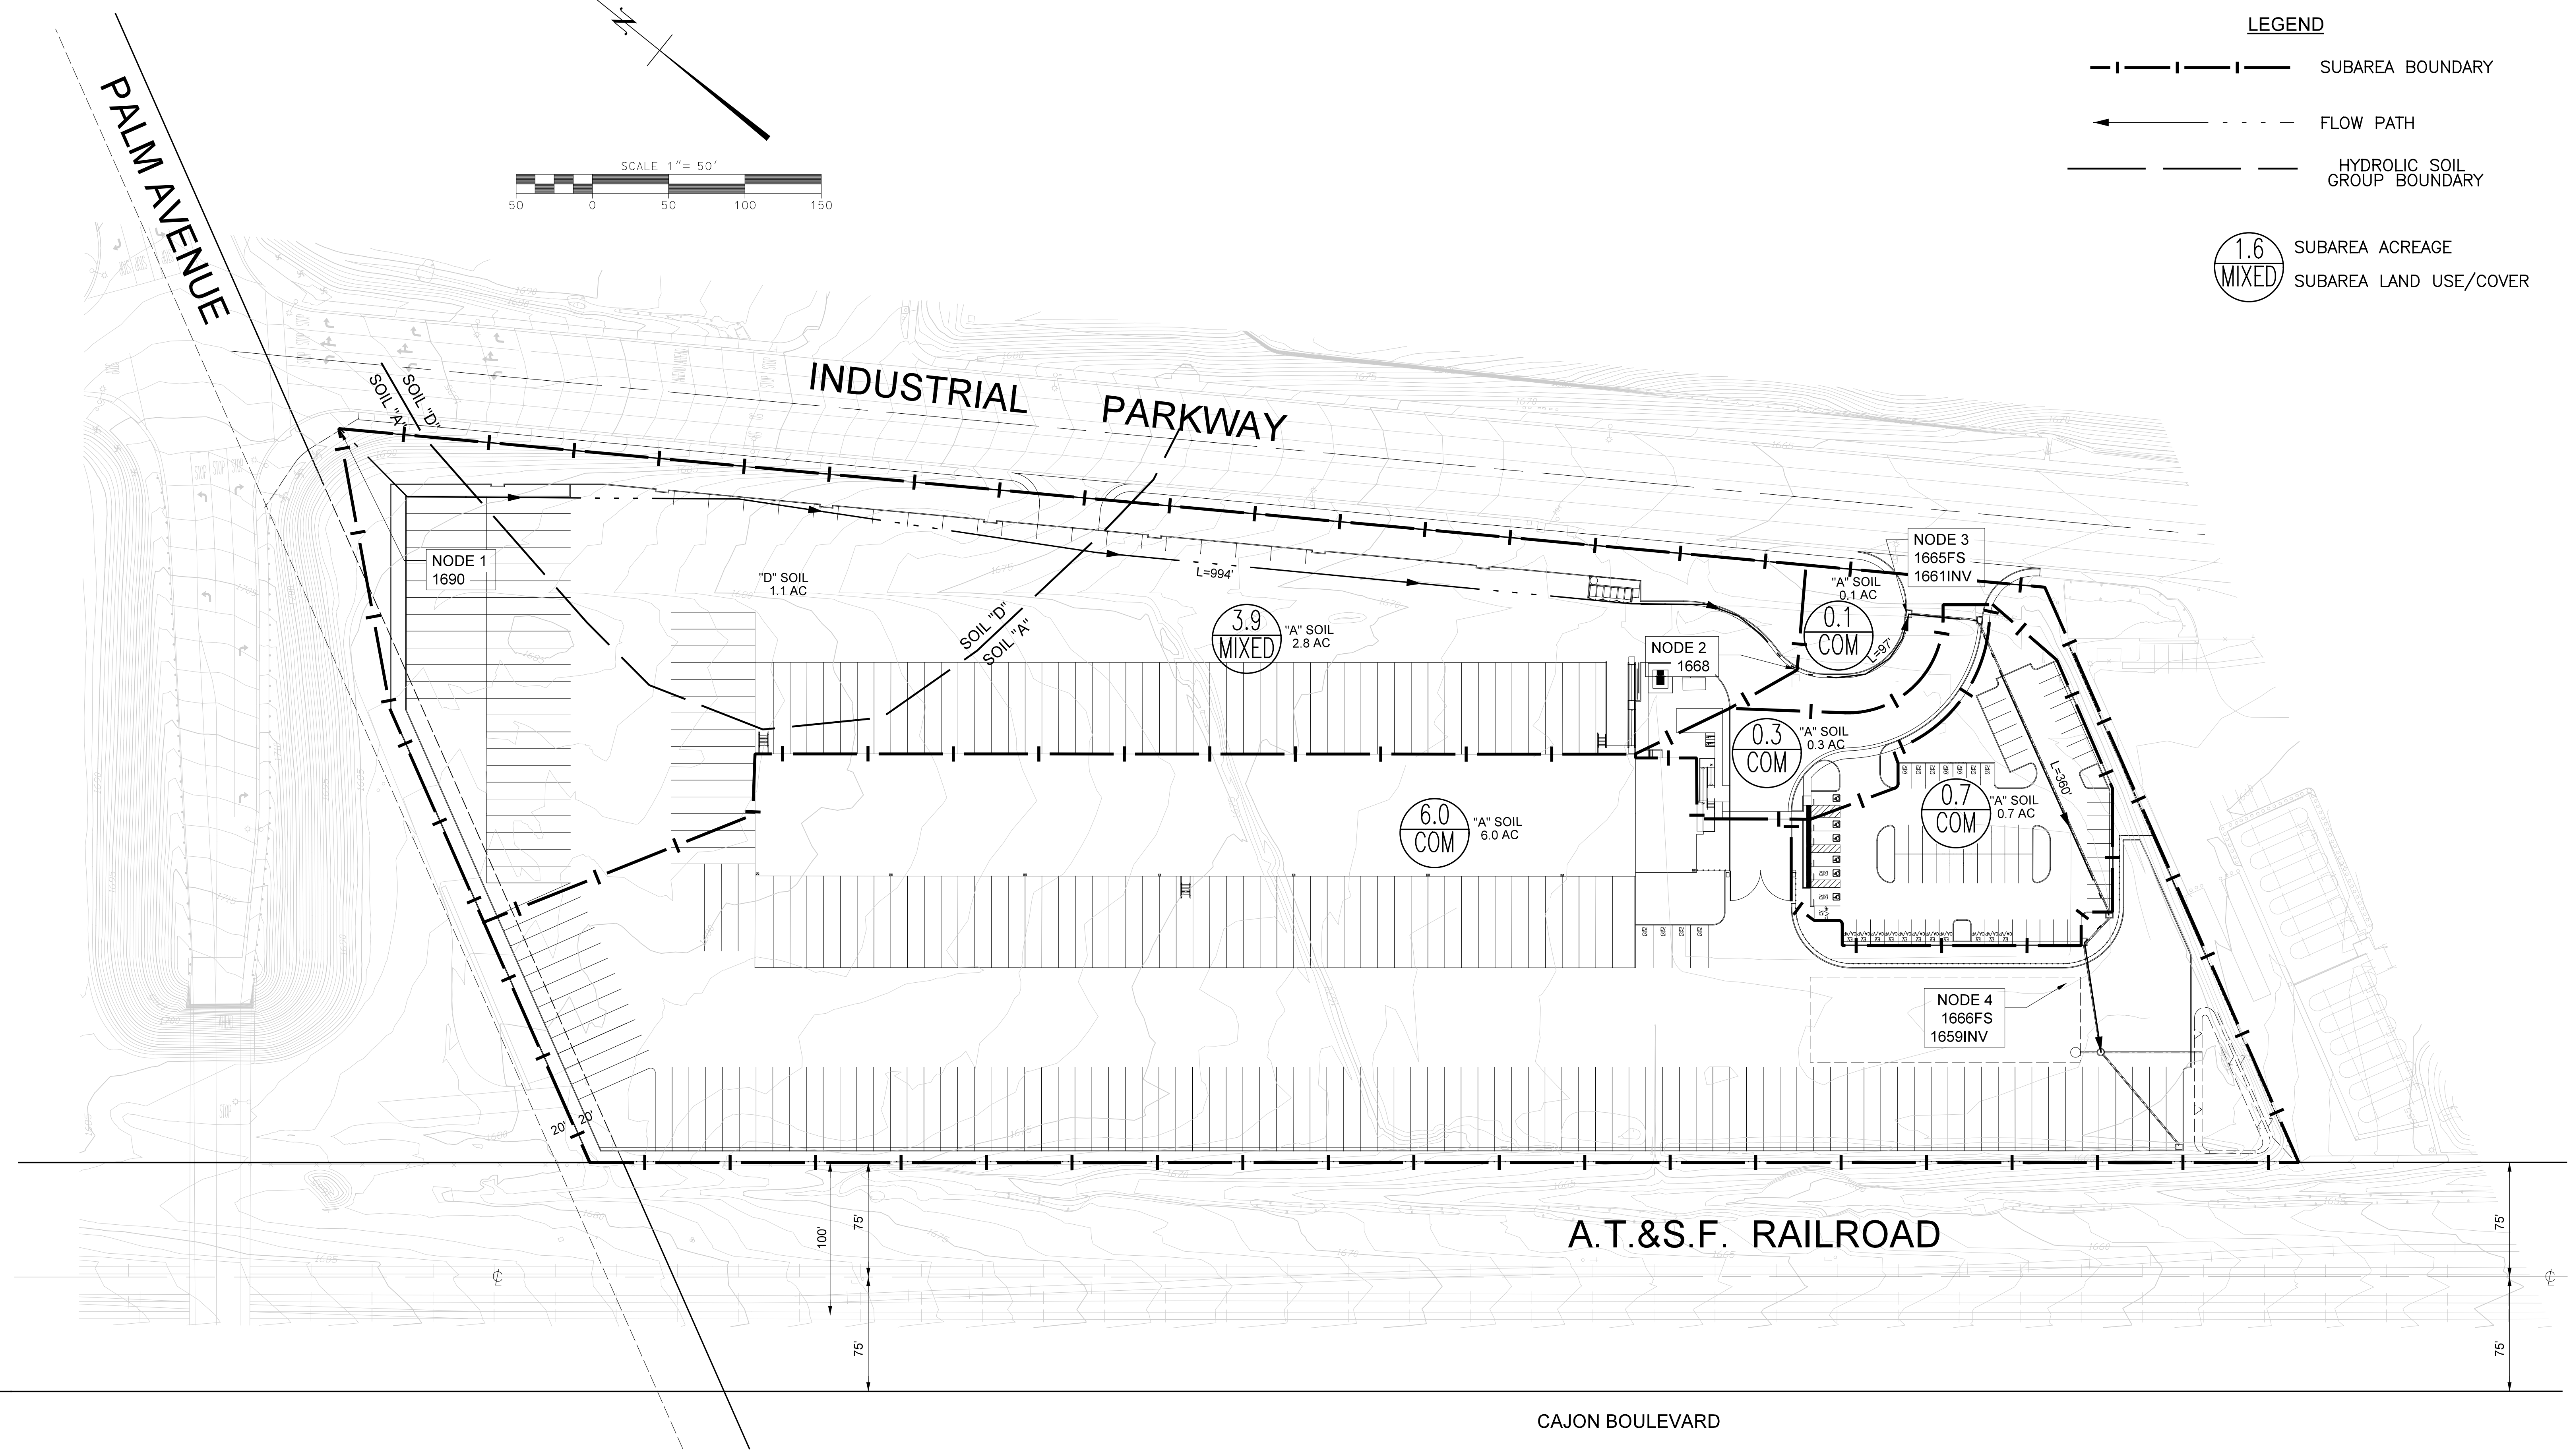 LEGEND
SUBAREA BOUNDARY
FLOW PATH
HYDROLIC SOIL
GROUP BOUNDARY
1.6
MIXED
SUBAREA ACREAGE
SUBAREA LAND USE/COVER
N
SCALE 1"= 50'
50 0 50 100 150
PALM AVENUE
INDUSTRIAL PARKWAY
SOIL "D"
SOIL "A"
NODE 1
1690
"D" SOIL
1.1 AC
L=994'
SOIL "D"
SOIL "A"
3.9
MIXED
"A" SOIL
2.8 AC
NODE 2
1668
"A" SOIL
0.1 AC
0.1
COM
L=97'
NODE 3
1665FS
1661INV
0.3
COM
"A" SOIL
0.3 AC
L=360'
0.7
COM
"A" SOIL
0.7 AC
6.0
COM
"A" SOIL
6.0 AC
NODE 4
1666FS
1659INV
20'
20'
100'
75'
75'
75'
75'
A.T.&S.F. RAILROAD
CAJON BOULEVARD